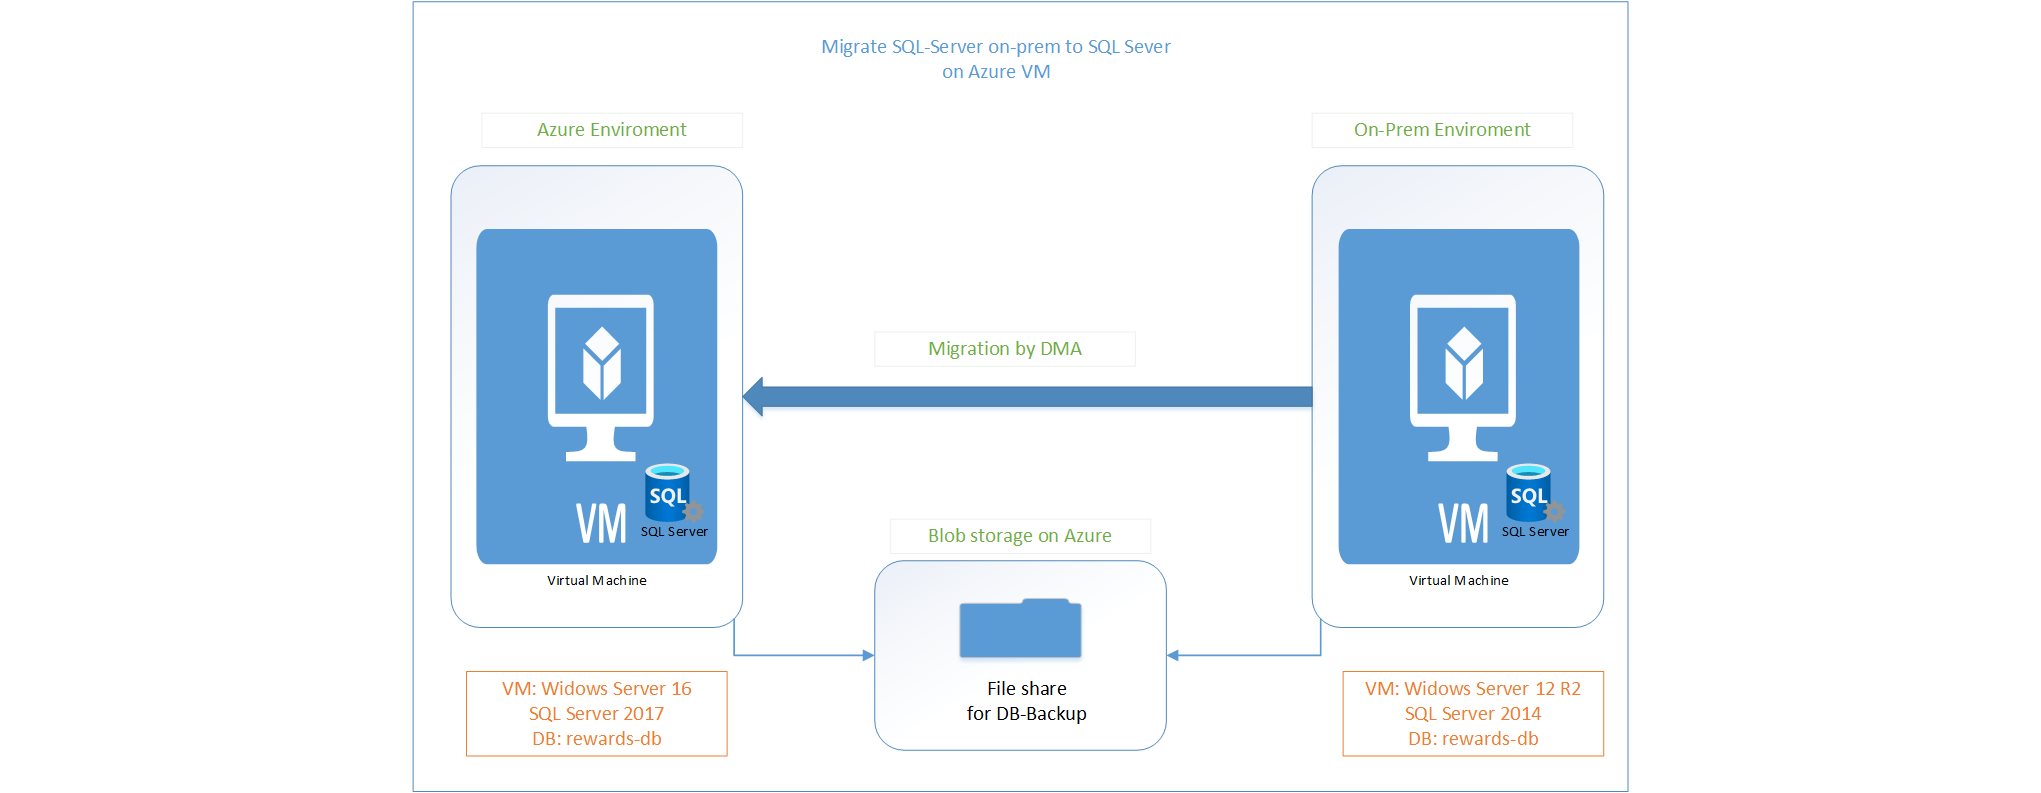 Migrate SQL-Server on-prem to SQL Sever
on Azure VM
Azure Enviroment
On-Prem Enviroment
Migration by DMA
SQL
VM
SQL Server
Virtual Machine
SQL
VM
SQL Server
Virtual Machine
Blob storage on Azure
File share
for DB-Backup
VM: Widows Server 16
SQL Server 2017
DB: rewards-db
VM: Widows Server 12 R2
SQL Server 2014
DB: rewards-db